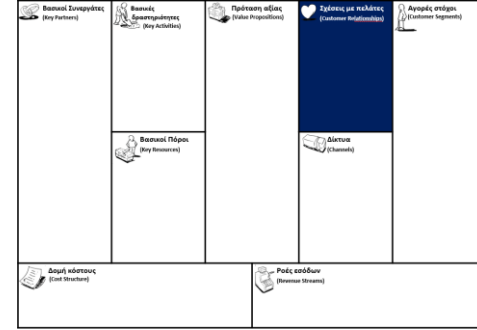 Βασικοί Συνεργάτες
(Key Partners)
Βασικές
δραστηριότητες
(Key Activities)
Πρόταση αξίας
(Value Propositions)
Σχέσεις με πελάτες
(Customer Relationships)
Αγορές στόχοι
(Customer Segments)
Βασικοί Πόροι
(Key Resources)
Δίκτυα
(Channels)
Δομή κόστους
(Cost Structure)
Ροές εσόδων
(Revenue Streams)